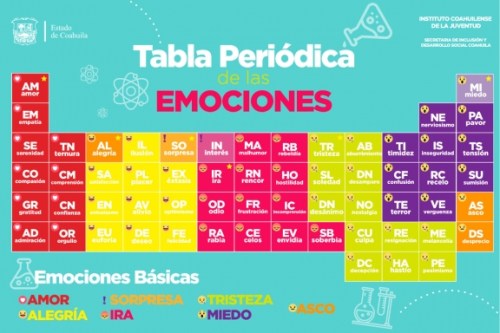 Estado
de Coahuila
INSTITUTO COAHUILENSE
DE LA JUVENTUD
SECRETARÍA DE INCLUSIÓN Y
DESARROLLO SOCIAL COAHUILA
Tabla Periódica
de las
EMOCIONES
AM MI
amor miedo
EM NE PA
empatía nerviosismo pavor
SE TN AL IL SO IN MA RB TR AB TI IS TS
serenidad ternura alegría ilusión sorpresa interés malhumor rebeldía tristeza aburrimiento timidez inseguridad tensión
CO CM SA PL EX IR RN HO SL DN CF RC SU
compasión comprensión satisfacción placer éxtasis ira rencor hostilidad soledad desengaño confusión recelo sumisión
GR CN EN AV OP OD FR IC DN NO TE VE AS
gratitud confianza alivio optimismo odio frustración incomprensión desánimo nostalgia terror vergüenza asco
AD OR EU DE FE RA CE EV SB CU RE ME DS
admiración orgullo euforia deseo felicidad rabia celos envidia soberbia culpa resignación melancolía desprecio
DC HA PE
decepción hastío pesimismo
Emociones Básicas
AMOR SORPRESA TRISTEZA ASCO
ALEGRÍA IRA MIEDO